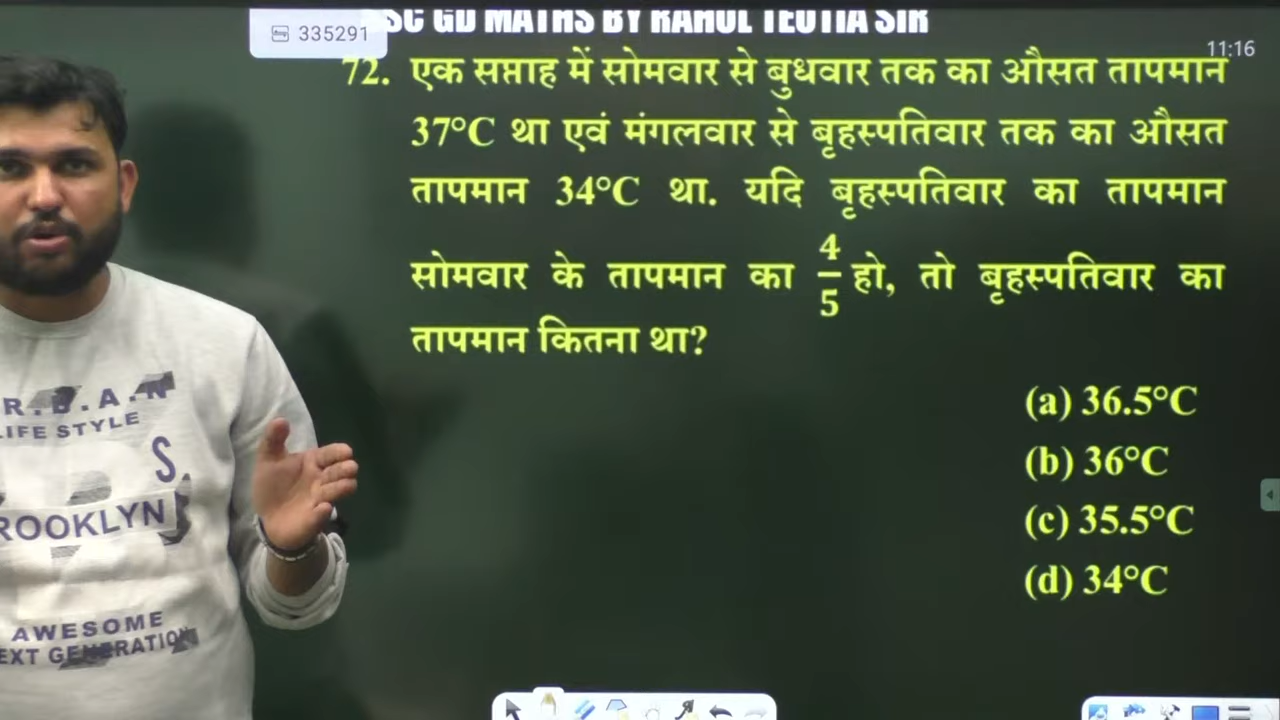 335291
SC GD MATHS BY RAHUL TEOTIA SIR
11:16
72. एक सप्ताह में सोमवार से बुधवार तक का औसत तापमान
37°C था एवं मंगलवार से बृहस्पतिवार तक का औसत
तापमान 34°C था. यदि बृहस्पतिवार का तापमान
सोमवार के तापमान का 4/5 हो, तो बृहस्पतिवार का
तापमान कितना था?
(a) 36.5°C
(b) 36°C
(c) 35.5°C
(d) 34°C
R.B.A.N
LIFE STYLE
S
ROOKLYN
AWESOME
EXT GENERATION